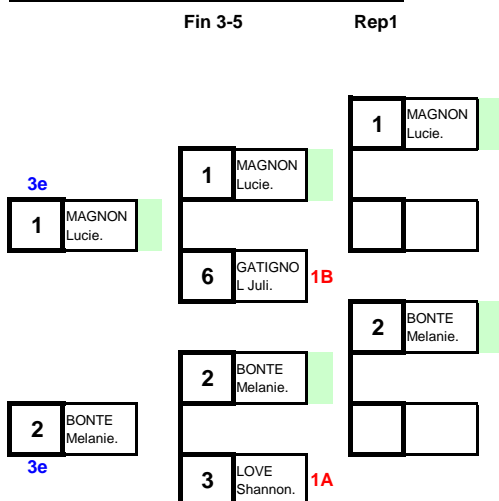 Fin 3-5 Rep1
1 MAGNON
Lucie.
1 MAGNON
Lucie.
3e
1 MAGNON
Lucie.
6 GATIGNO
L Juli.
1B
2 BONTE
Melanie.
2 BONTE
Melanie.
2 BONTE
Melanie.
3e
3 LOVE
Shannon.
1A